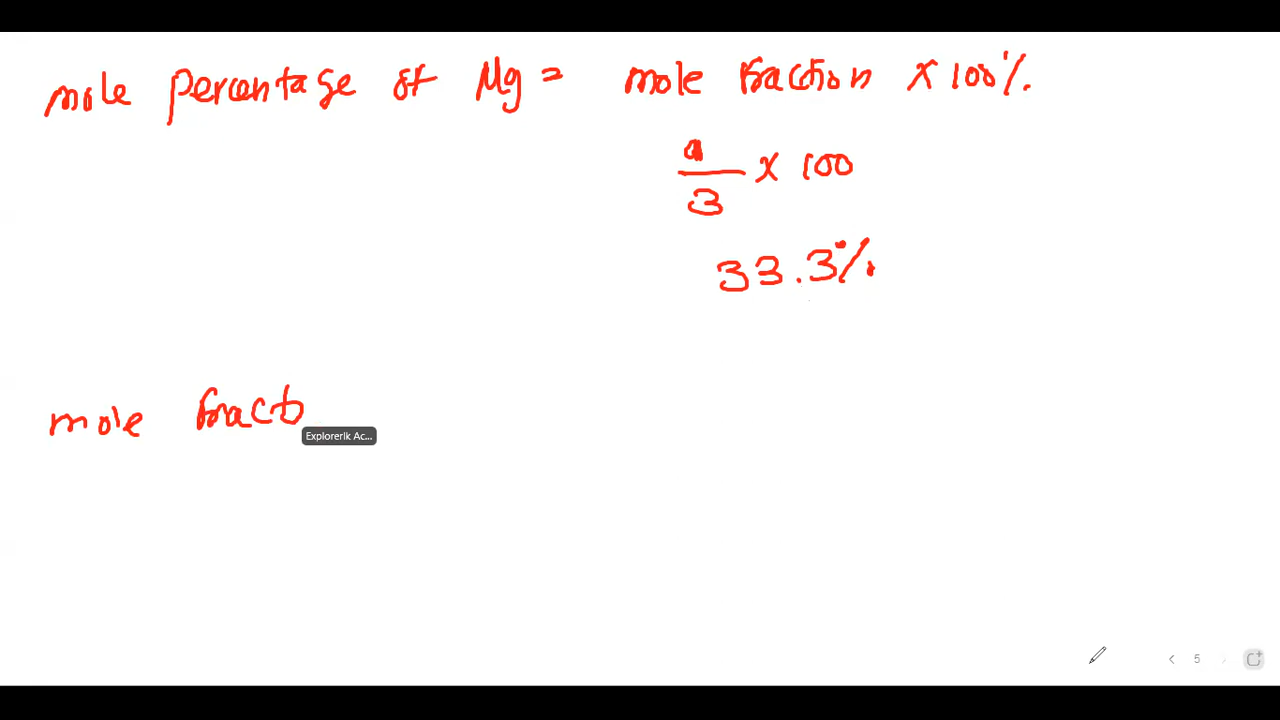 mole percentage of Mg = mole fraction × 100%
1/3 × 100
33.3%
mole fracti
Explorerik Ac...
5